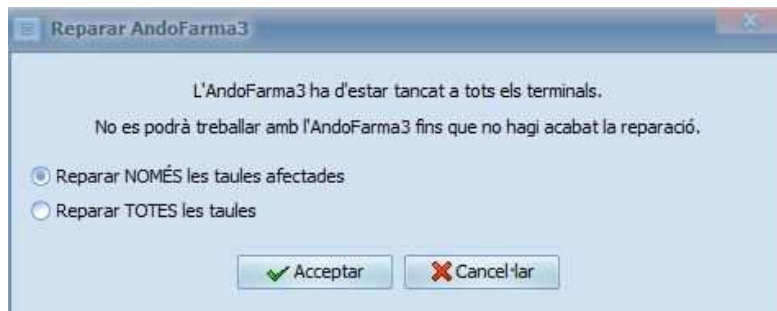 Reparar AndoFarma3
L'AndoFarma3 ha d'estar tancat a tots els terminals.
No es podrà treballar amb l'AndoFarma3 fins que no hagi acabat la reparació.
Reparar NOMÉS les taules afectades
Reparar TOTES les taules
Acceptar
Cancel·lar